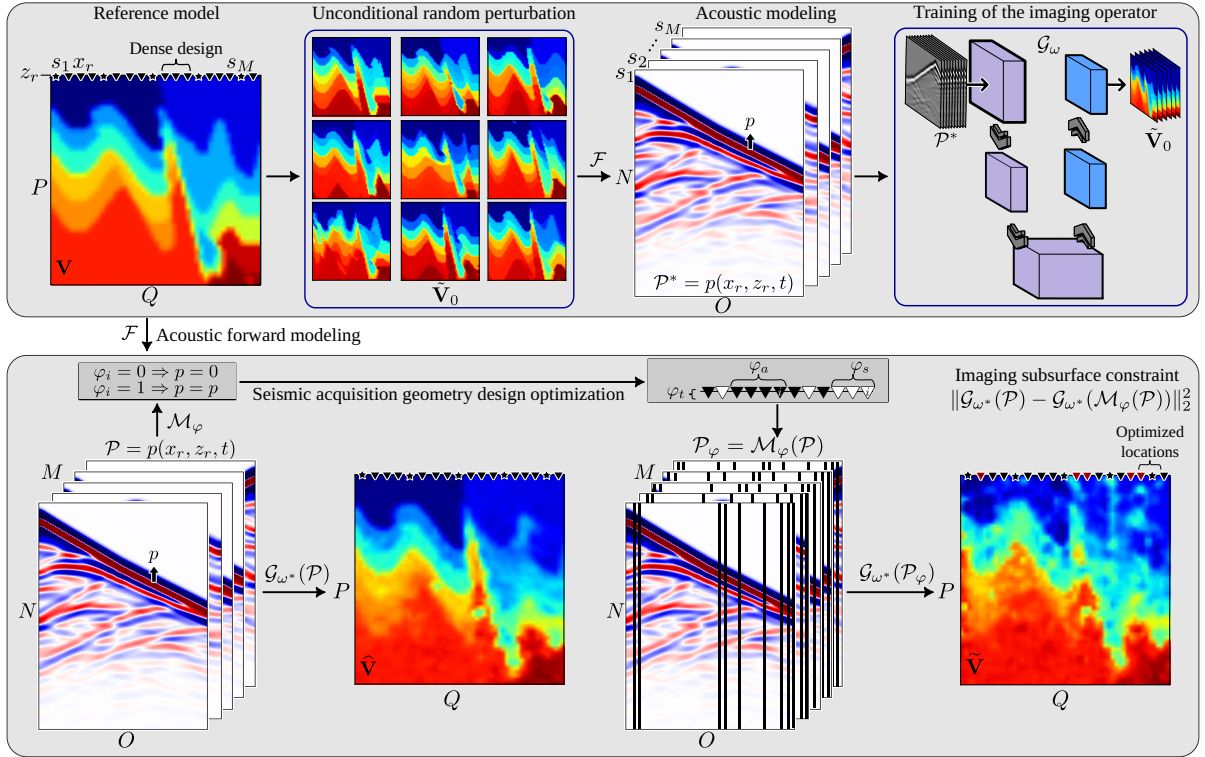 Reference model
Unconditional random perturbation
Acoustic modeling
Training of the imaging operator
Dense design
z_r
s_1 x_r
s_M
P
V
Q
Ṽ_0
F
s_M
s_2
s_1
p
N
P* = p(x_r, z_r, t)
O
G_ω
P*
Ṽ_0
F
Acoustic forward modeling
φ_i = 0 ⇒ p = 0
φ_i = 1 ⇒ p = p
Seismic acquisition geometry design optimization
φ_t
φ_a
φ_s
Imaging subsurface constraint
‖G_ω*(P) − G_ω*(M_φ(P))‖_2^2
M_φ
P = p(x_r, z_r, t)
M
p
N
O
G_ω*(P)
P
V̂
Q
P_φ = M_φ(P)
M
O
G_ω*(P_φ)
Optimized
locations
P
Ṽ
Q